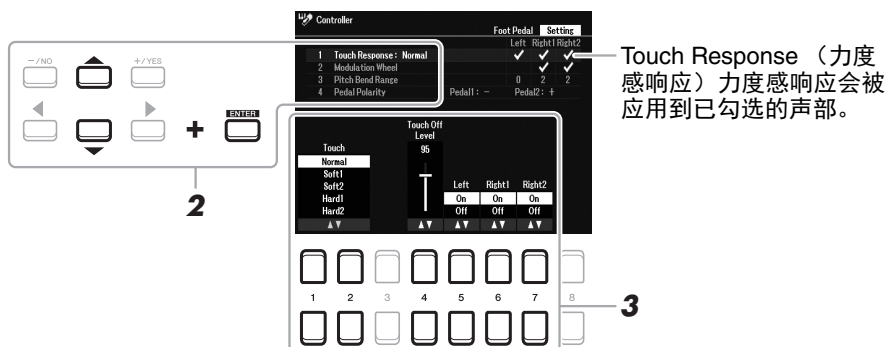 Controller
Foot Pedal Setting
Left Right1 Right2
1 Touch Response : Normal
2 Modulation Wheel
3 Pitch Bend Range 0 2 2
4 Pedal Polarity Pedal1 : − Pedal2 : +
−/NO +/YES
+ ENTER
2
Touch Response （力度
感响应）力度感响应会被
应用到已勾选的声部。
Touch Off
Level
Touch 95
Normal
Soft1
Soft2 Left Right1 Right2
Hard1 On On On
Hard2 Off Off Off
1 2 3 4 5 6 7 8
3